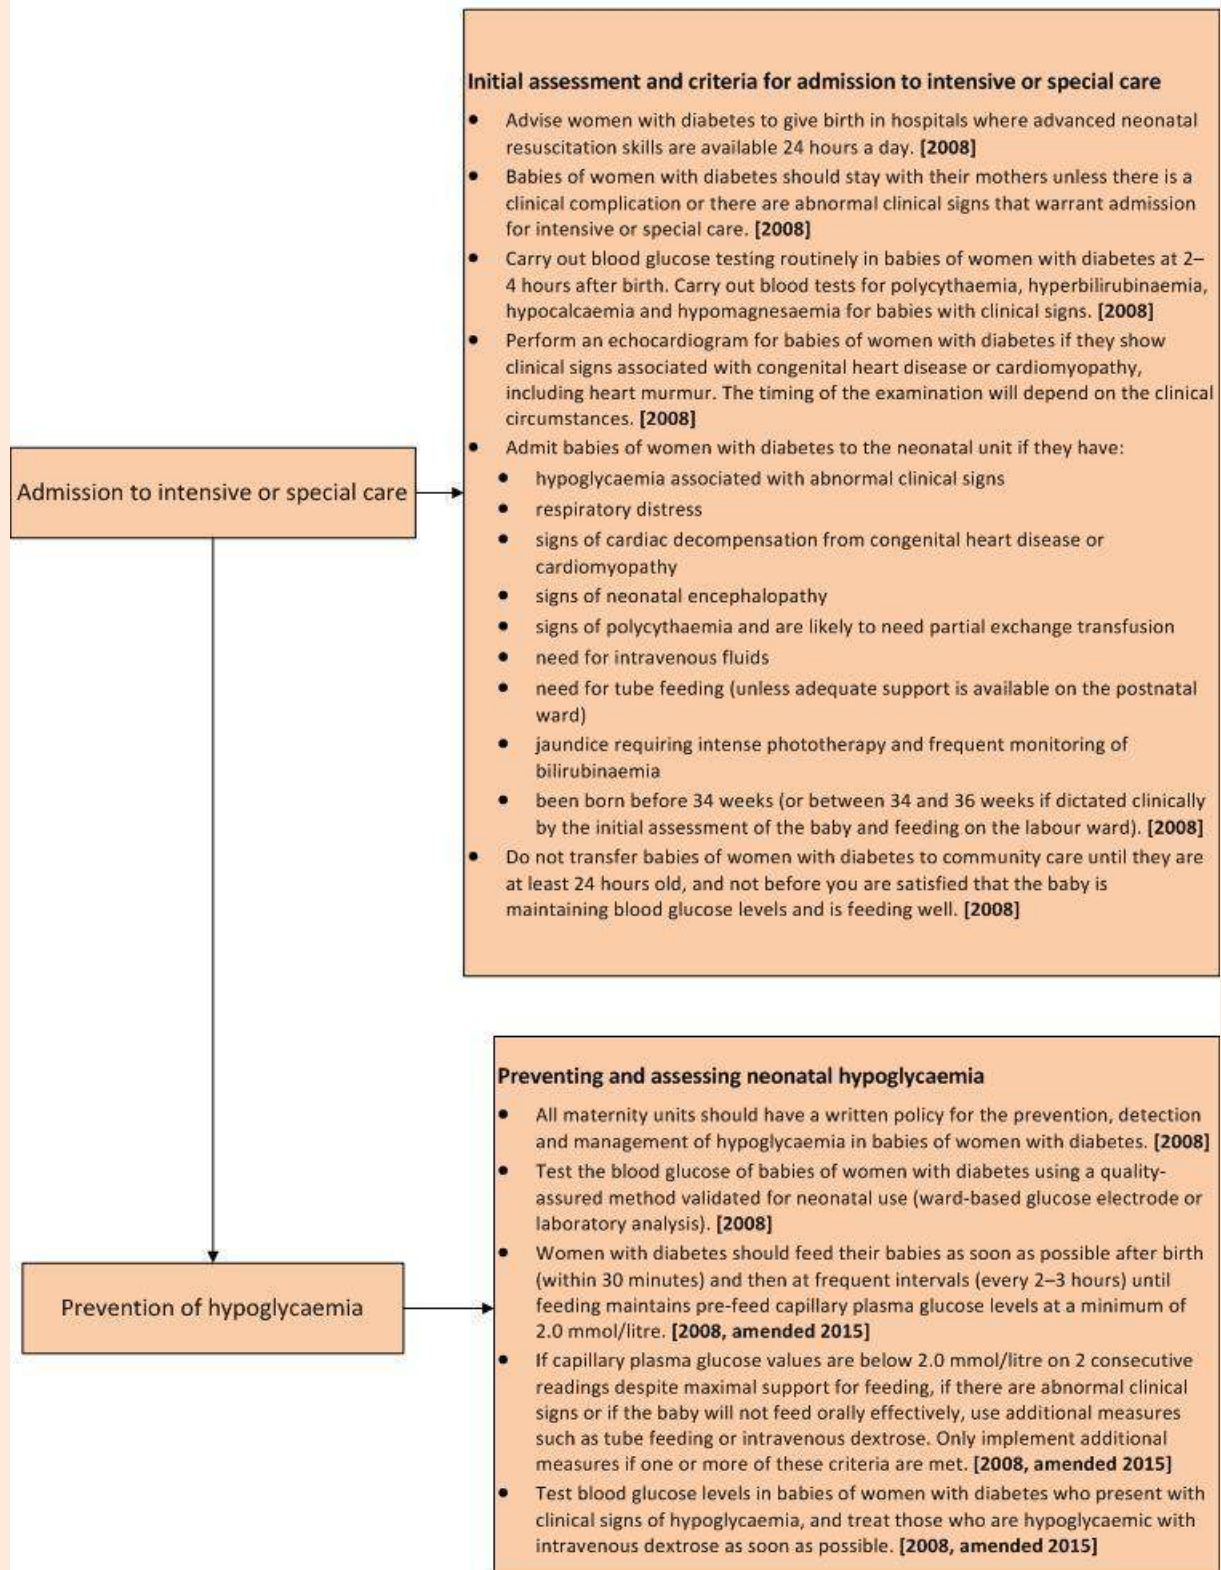 Initial assessment and criteria for admission to intensive or special care
• Advise women with diabetes to give birth in hospitals where advanced neonatal
resuscitation skills are available 24 hours a day. [2008]
• Babies of women with diabetes should stay with their mothers unless there is a
clinical complication or there are abnormal clinical signs that warrant admission
for intensive or special care. [2008]
• Carry out blood glucose testing routinely in babies of women with diabetes at 2–
4 hours after birth. Carry out blood tests for polycythaemia, hyperbilirubinaemia,
hypocalcaemia and hypomagnesaemia for babies with clinical signs. [2008]
• Perform an echocardiogram for babies of women with diabetes if they show
clinical signs associated with congenital heart disease or cardiomyopathy,
including heart murmur. The timing of the examination will depend on the clinical
circumstances. [2008]
• Admit babies of women with diabetes to the neonatal unit if they have:
• hypoglycaemia associated with abnormal clinical signs
• respiratory distress
• signs of cardiac decompensation from congenital heart disease or
cardiomyopathy
• signs of neonatal encephalopathy
• signs of polycythaemia and are likely to need partial exchange transfusion
• need for intravenous fluids
• need for tube feeding (unless adequate support is available on the postnatal
ward)
• jaundice requiring intense phototherapy and frequent monitoring of
bilirubinaemia
• been born before 34 weeks (or between 34 and 36 weeks if dictated clinically
by the initial assessment of the baby and feeding on the labour ward). [2008]
• Do not transfer babies of women with diabetes to community care until they are
at least 24 hours old, and not before you are satisfied that the baby is
maintaining blood glucose levels and is feeding well. [2008]
Admission to intensive or special care
Preventing and assessing neonatal hypoglycaemia
• All maternity units should have a written policy for the prevention, detection
and management of hypoglycaemia in babies of women with diabetes. [2008]
• Test the blood glucose of babies of women with diabetes using a quality-
assured method validated for neonatal use (ward-based glucose electrode or
laboratory analysis). [2008]
• Women with diabetes should feed their babies as soon as possible after birth
(within 30 minutes) and then at frequent intervals (every 2–3 hours) until
feeding maintains pre-feed capillary plasma glucose levels at a minimum of
2.0 mmol/litre. [2008, amended 2015]
• If capillary plasma glucose values are below 2.0 mmol/litre on 2 consecutive
readings despite maximal support for feeding, if there are abnormal clinical
signs or if the baby will not feed orally effectively, use additional measures
such as tube feeding or intravenous dextrose. Only implement additional
measures if one or more of these criteria are met. [2008, amended 2015]
• Test blood glucose levels in babies of women with diabetes who present with
clinical signs of hypoglycaemia, and treat those who are hypoglycaemic with
intravenous dextrose as soon as possible. [2008, amended 2015]
Prevention of hypoglycaemia